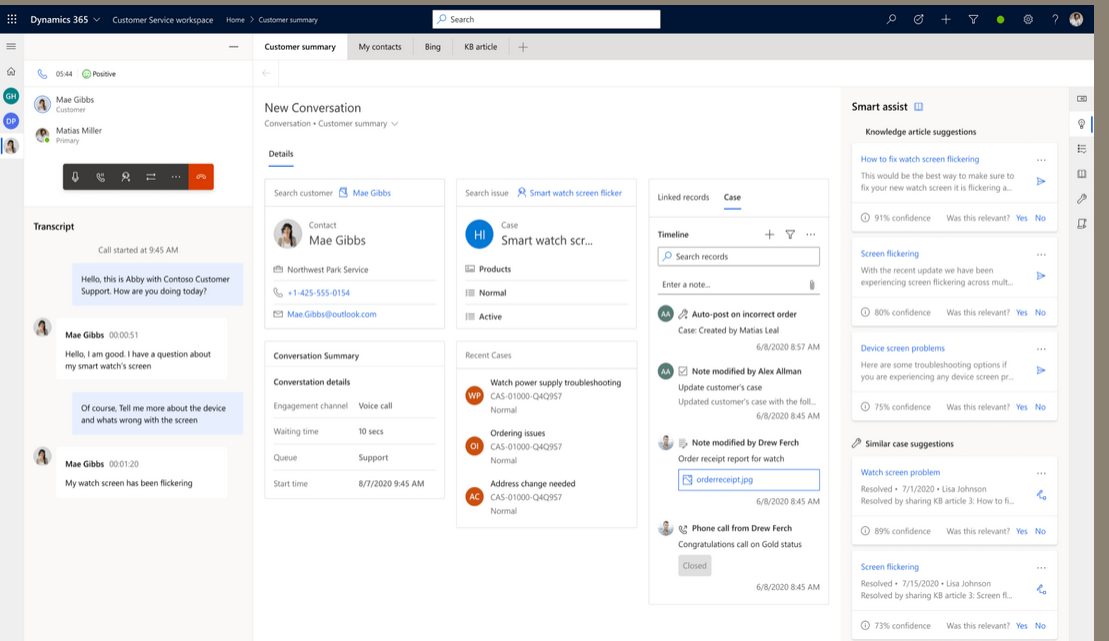 Dynamics 365 Customer Service workspace Home > Customer summary Search
Customer summary My contacts Bing KB article
05:44 Positive
GH
DP
Mae Gibbs
Customer
Matias Miller
Primary
Transcript
Call started at 9:45 AM
Hello, this is Abby with Contoso Customer
Support. How are you doing today?
Mae Gibbs 00:00:51
Hello, I am good. I have a question about
my smart watch's screen
Of course, Tell me more about the device
and whats wrong with the screen
Mae Gibbs 00:01:20
My watch screen has been flickering
New Conversation
Conversation • Customer summary
Details
Search customer Mae Gibbs
Contact
Mae Gibbs
Northwest Park Service
+1-425-555-0154
Mae.Gibbs@outlook.com
Search issue Smart watch screen flicker
HI
Case
Smart watch scr...
Products
Normal
Active
Conversation Summary
Converstation details
Engagement channel Voice call
Waiting time 10 secs
Queue Support
Start time 8/7/2020 9:45 AM
Recent Cases
WP
Watch power supply troubleshooting
CAS-01000-Q4Q9S7
Normal
OI
Ordering issues
CAS-01000-Q4Q9S7
Normal
AC
Address change needed
CAS-01000-Q4Q9S7
Normal
Linked records Case
Timeline
Search records
Enter a note...
AA Auto-post on incorrect order
Case: Created by Matias Leal
6/8/2020 8:57 AM
AA Note modified by Alex Allman
Update customer's case
Updated customer's case with the foll...
6/8/2020 8:45 AM
Note modified by Drew Ferch
Order receipt report for watch
orderreceipt.jpg
6/8/2020 8:45 AM
Phone call from Drew Ferch
Congratulations call on Gold status
Closed
6/8/2020 8:45 AM
Smart assist
Knowledge article suggestions
How to fix watch screen flickering
This would be the best way to make sure to
fix your new watch screen it is flickering a...
91% confidence Was this relevant? Yes No
Screen flickering
With the recent update we have been
experiencing screen flickering across mult...
80% confidence Was this relevant? Yes No
Device screen problems
Here are some troubleshooting options if
you are experiencing any device screen pr...
75% confidence Was this relevant? Yes No
Similar case suggestions
Watch screen problem
Resolved • 7/1/2020 • Lisa Johnson
Resolved by sharing KB article 3: How to fi...
89% confidence Was this relevant? Yes No
Screen flickering
Resolved • 7/15/2020 • Lisa Johnson
Resolved by sharing KB article 3: Screen fl...
73% confidence Was this relevant? Yes No